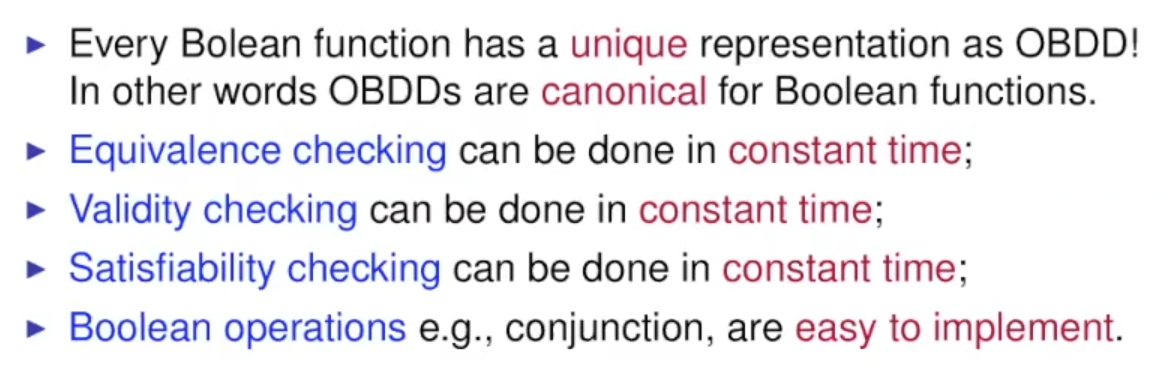 ► Every Bolean function has a unique representation as OBDD!
In other words OBDDs are canonical for Boolean functions.
► Equivalence checking can be done in constant time;
► Validity checking can be done in constant time;
► Satisfiability checking can be done in constant time;
► Boolean operations e.g., conjunction, are easy to implement.